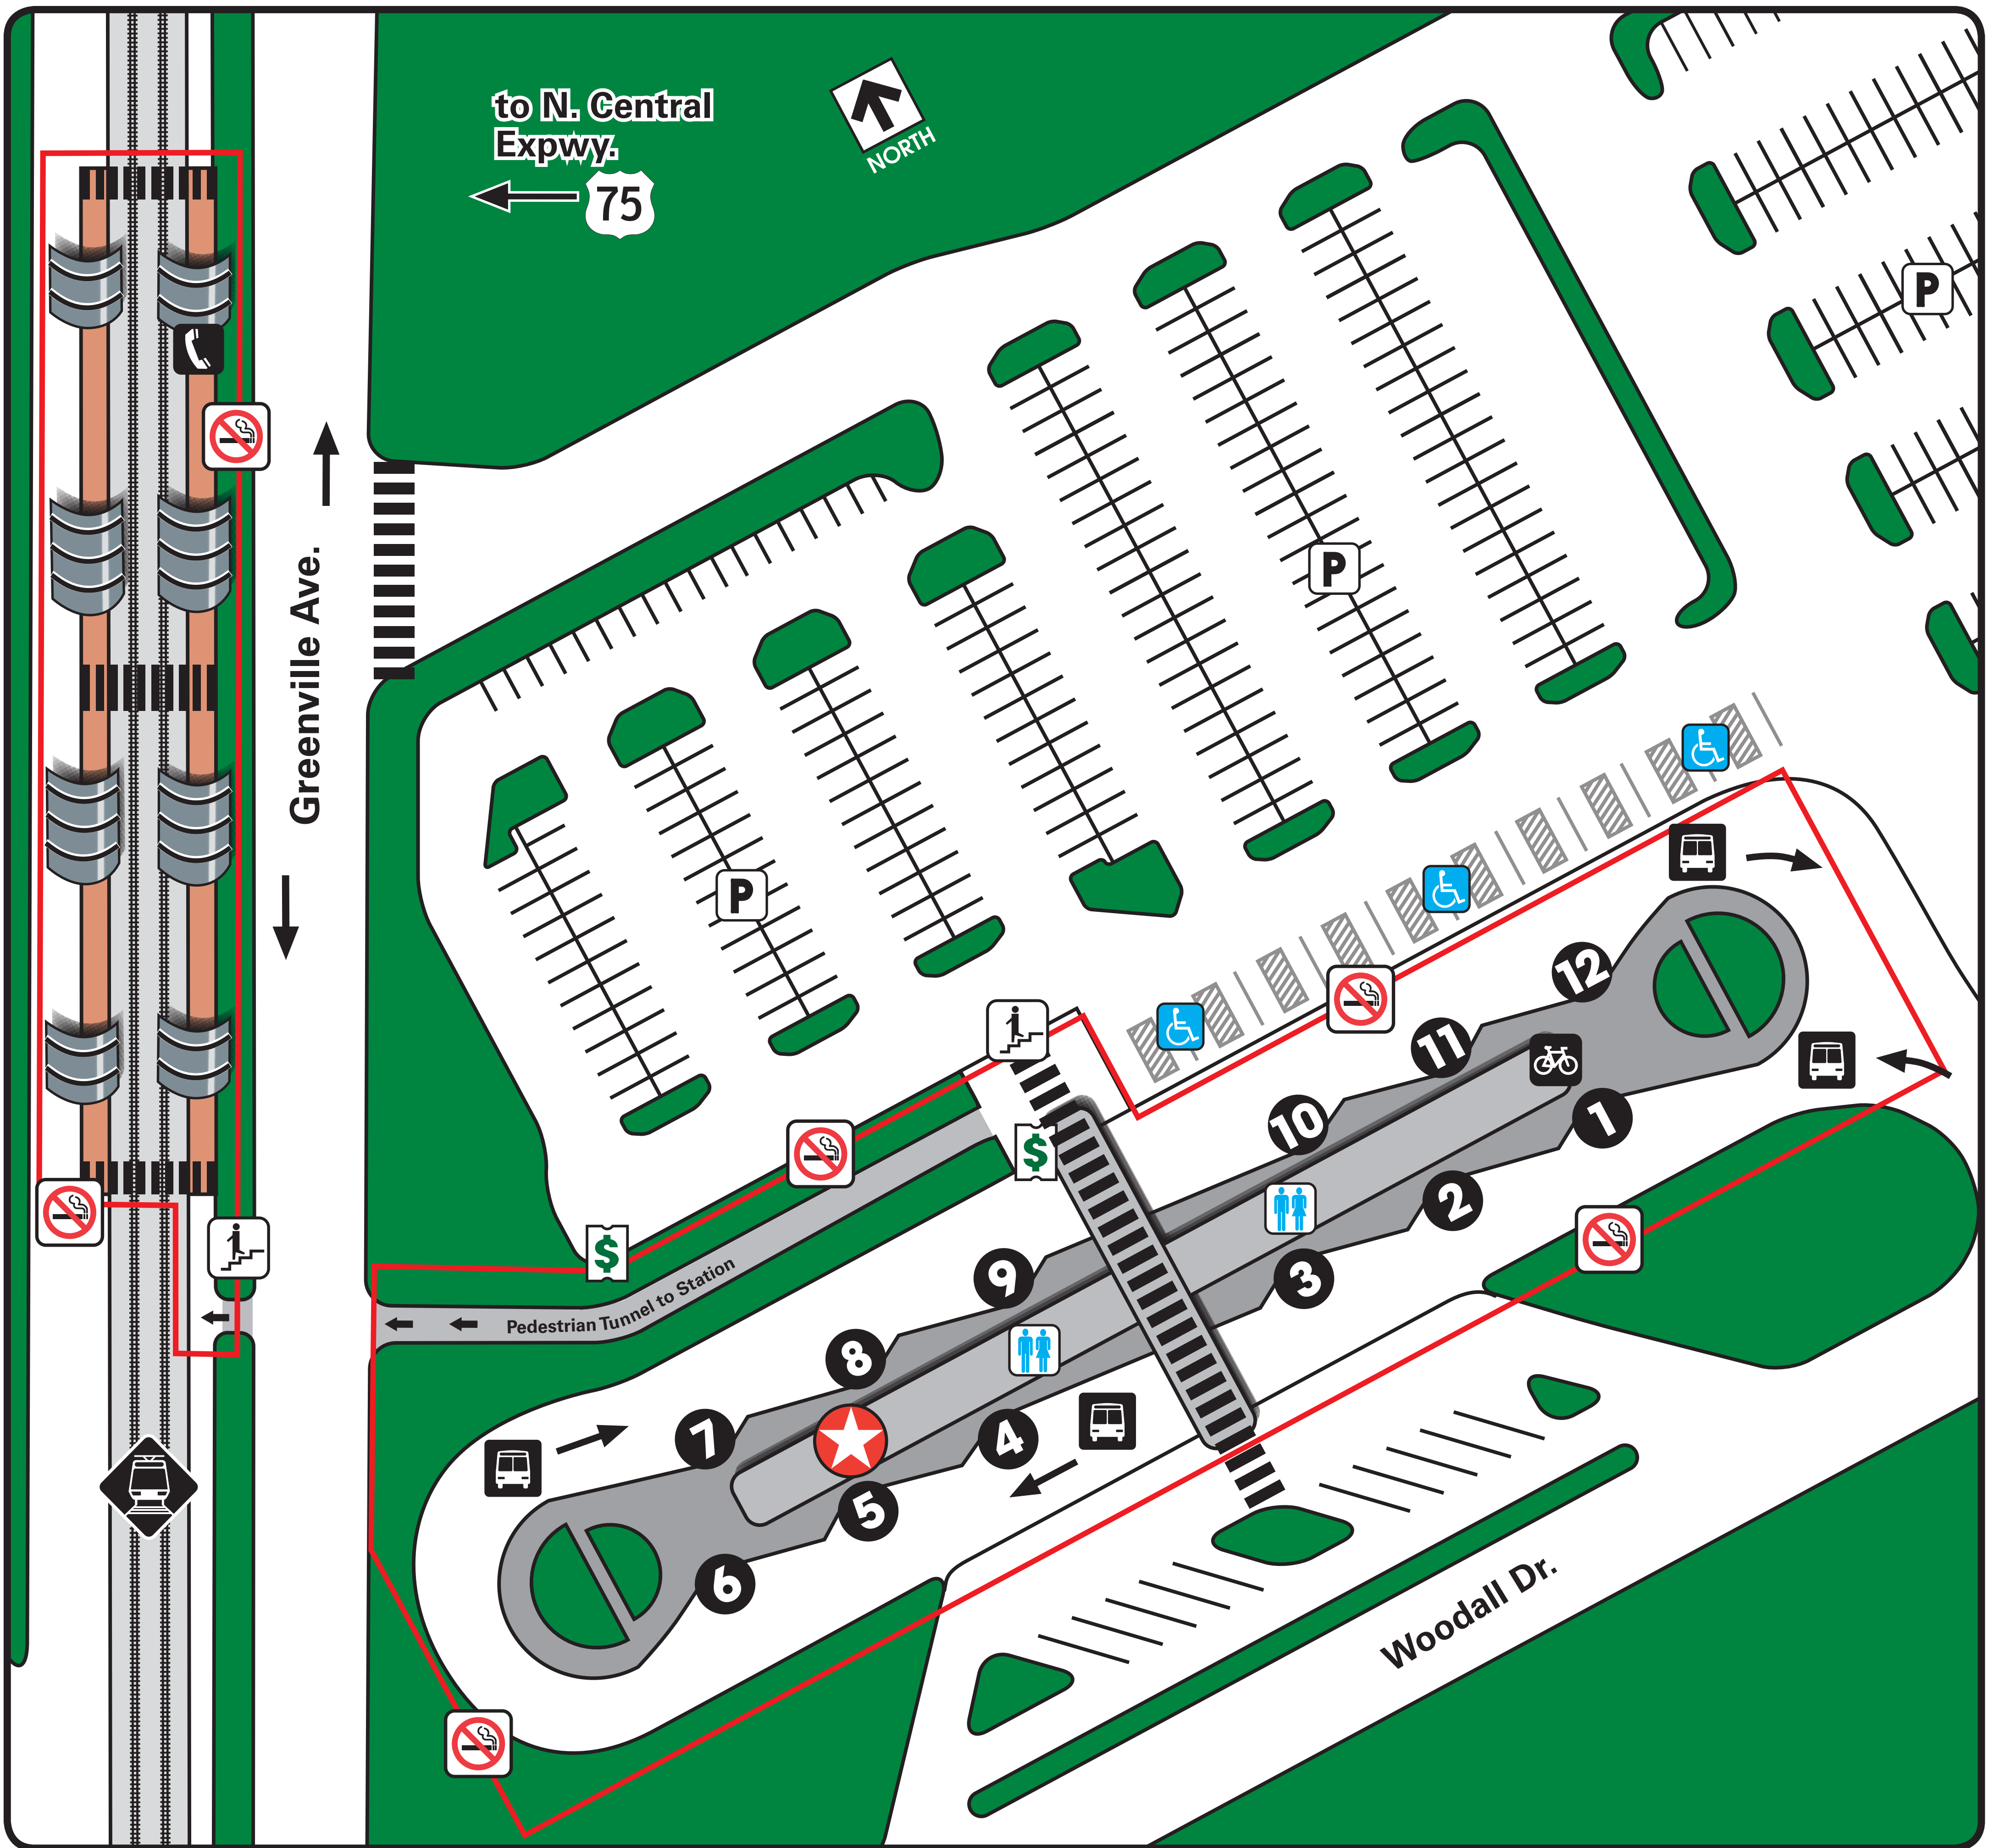 to N. Central
Expwy.
75
NORTH
P
P
Greenville Ave.
P
12
11
10
1
$
2
$
9
3
Pedestrian Tunnel to Station
8
7
4
5
6
Woodall Dr.